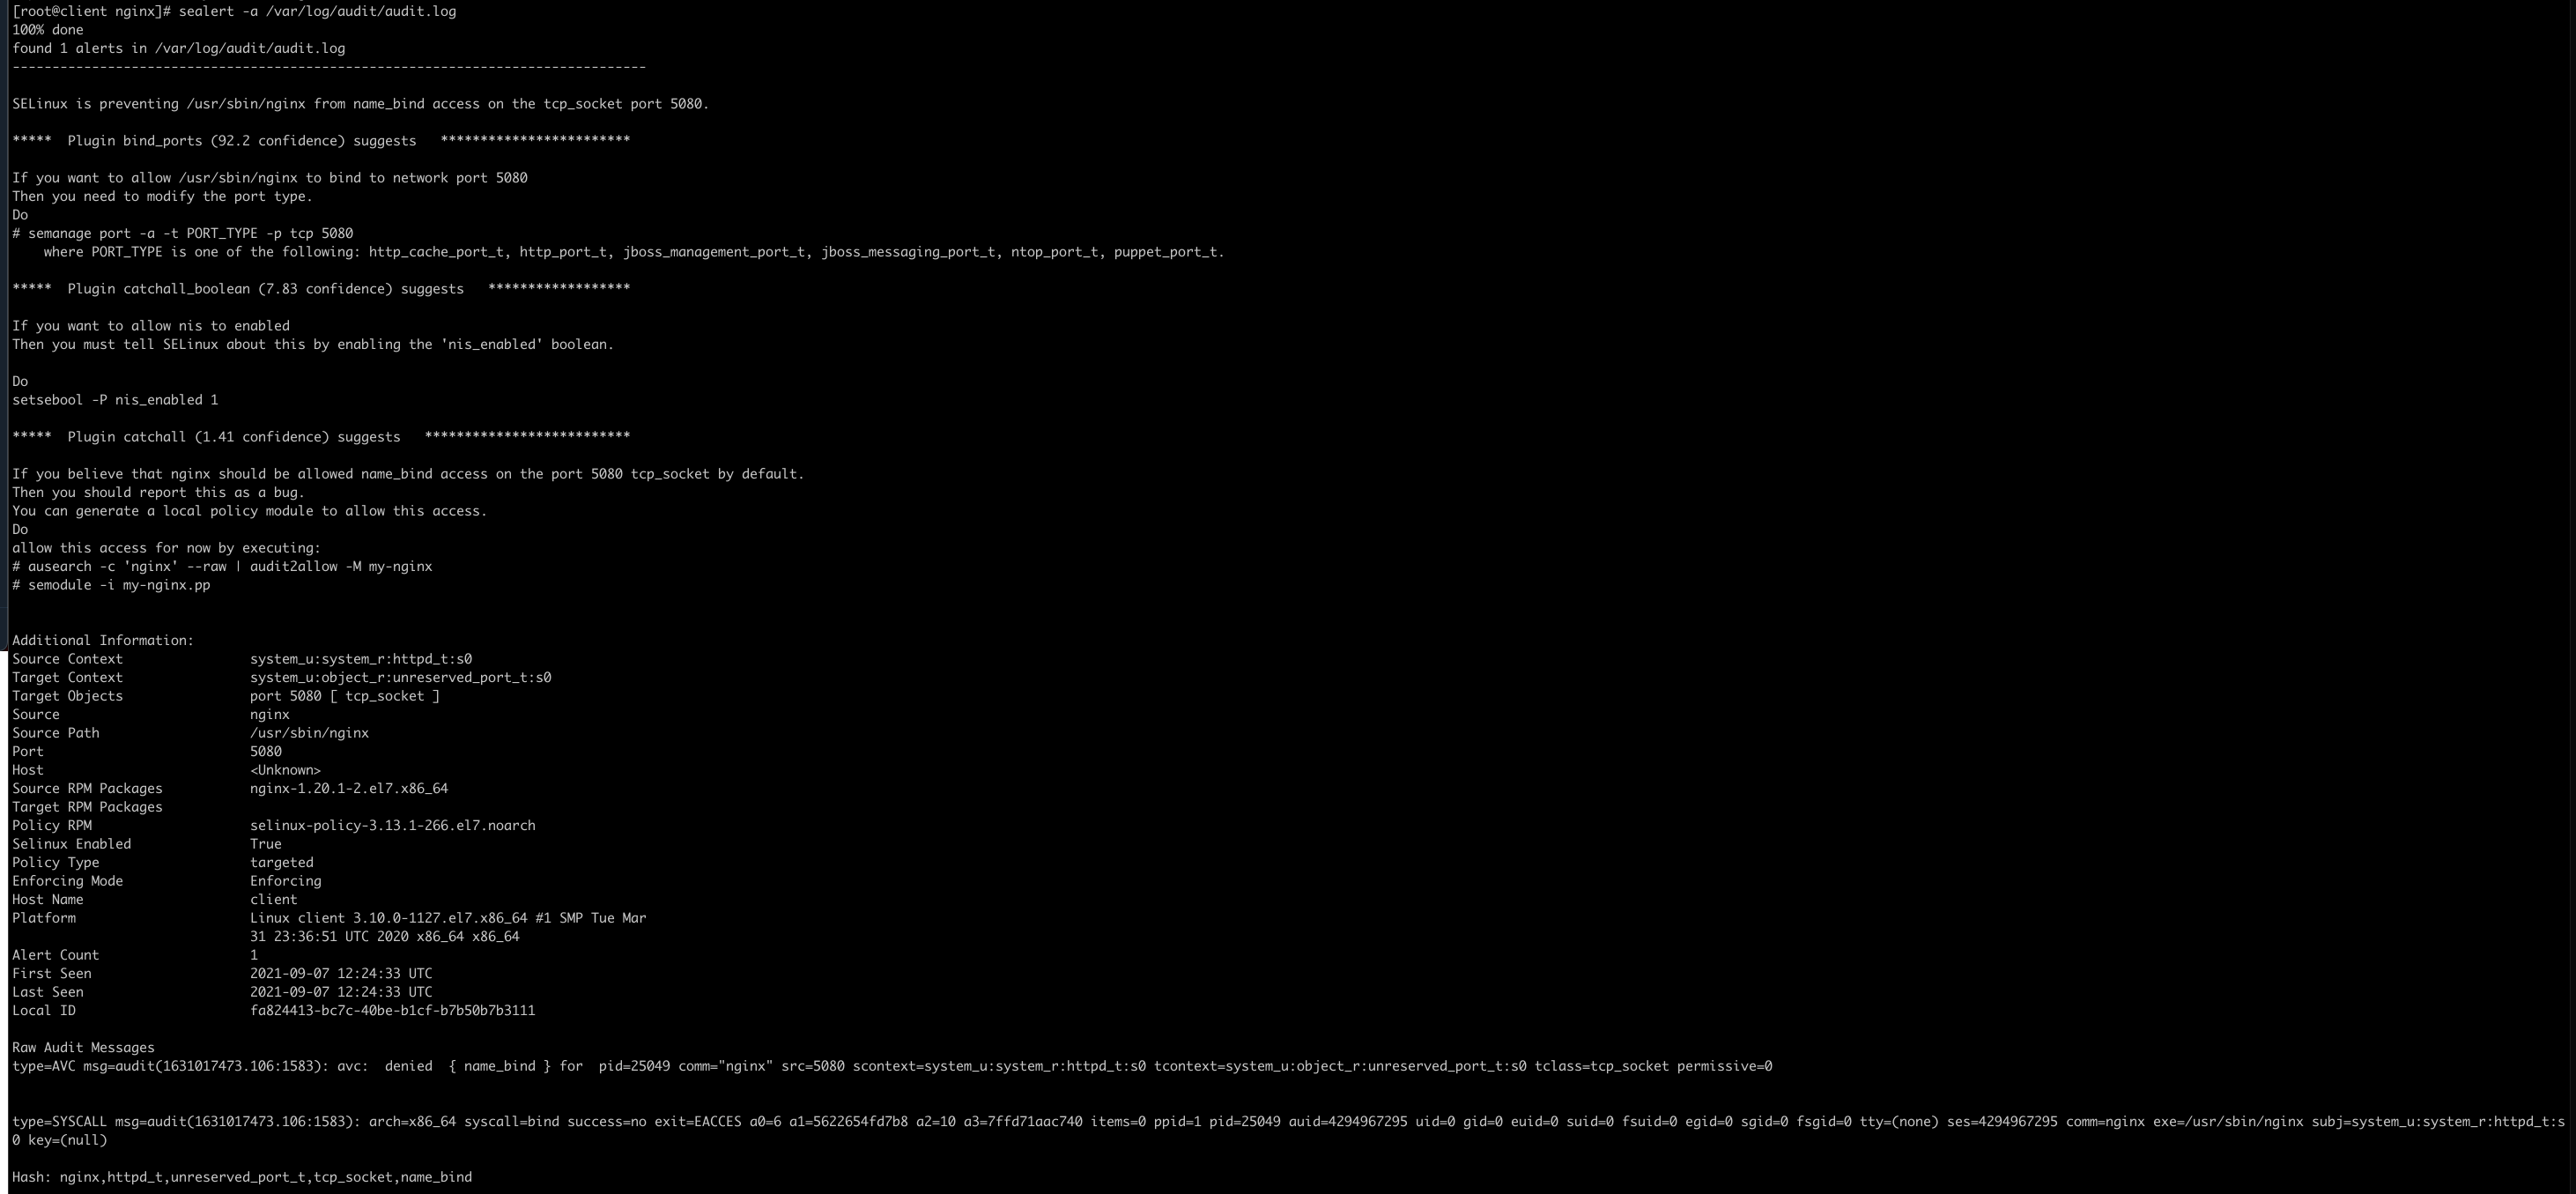 [root@client nginx]# sealert -a /var/log/audit/audit.log
100% done
found 1 alerts in /var/log/audit/audit.log
--------------------------------------------------------------------------------

SELinux is preventing /usr/sbin/nginx from name_bind access on the tcp_socket port 5080.

*****  Plugin bind_ports (92.2 confidence) suggests   ************************

If you want to allow /usr/sbin/nginx to bind to network port 5080
Then you need to modify the port type.
Do
# semanage port -a -t PORT_TYPE -p tcp 5080
    where PORT_TYPE is one of the following: http_cache_port_t, http_port_t, jboss_management_port_t, jboss_messaging_port_t, ntop_port_t, puppet_port_t.

*****  Plugin catchall_boolean (7.83 confidence) suggests   ******************

If you want to allow nis to enabled
Then you must tell SELinux about this by enabling the 'nis_enabled' boolean.

Do
setsebool -P nis_enabled 1

*****  Plugin catchall (1.41 confidence) suggests   **************************

If you believe that nginx should be allowed name_bind access on the port 5080 tcp_socket by default.
Then you should report this as a bug.
You can generate a local policy module to allow this access.
Do
allow this access for now by executing:
# ausearch -c 'nginx' --raw | audit2allow -M my-nginx
# semodule -i my-nginx.pp


Additional Information:
Source Context                system_u:system_r:httpd_t:s0
Target Context                system_u:object_r:unreserved_port_t:s0
Target Objects                port 5080 [ tcp_socket ]
Source                        nginx
Source Path                   /usr/sbin/nginx
Port                          5080
Host                          <Unknown>
Source RPM Packages           nginx-1.20.1-2.el7.x86_64
Target RPM Packages
Policy RPM                    selinux-policy-3.13.1-266.el7.noarch
Selinux Enabled               True
Policy Type                   targeted
Enforcing Mode                Enforcing
Host Name                     client
Platform                      Linux client 3.10.0-1127.el7.x86_64 #1 SMP Tue Mar
                              31 23:36:51 UTC 2020 x86_64 x86_64
Alert Count                   1
First Seen                    2021-09-07 12:24:33 UTC
Last Seen                     2021-09-07 12:24:33 UTC
Local ID                      fa824413-bc7c-40be-b1cf-b7b50b7b3111

Raw Audit Messages
type=AVC msg=audit(1631017473.106:1583): avc:  denied  { name_bind } for  pid=25049 comm="nginx" src=5080 scontext=system_u:system_r:httpd_t:s0 tcontext=system_u:object_r:unreserved_port_t:s0 tclass=tcp_socket permissive=0


type=SYSCALL msg=audit(1631017473.106:1583): arch=x86_64 syscall=bind success=no exit=EACCES a0=6 a1=5622654fd7b8 a2=10 a3=7ffd71aac740 items=0 ppid=1 pid=25049 auid=4294967295 uid=0 gid=0 euid=0 suid=0 fsuid=0 egid=0 sgid=0 fsgid=0 tty=(none) ses=4294967295 comm=nginx exe=/usr/sbin/nginx subj=system_u:system_r:httpd_t:s
0 key=(null)

Hash: nginx,httpd_t,unreserved_port_t,tcp_socket,name_bind